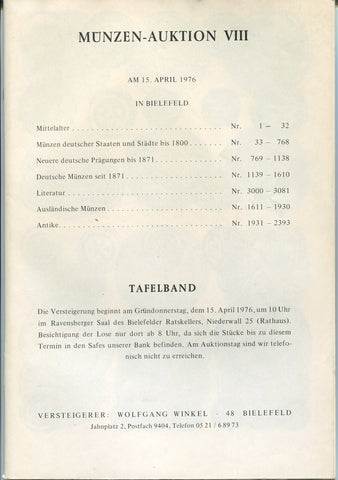 MÜNZEN-AUKTION VIII
AM 15. APRIL 1976
IN BIELEFELD
Mittelalter . . . . . . . . . . . . . . . . . . . . . . . . . . . . Nr. 1 — 32
Münzen deutscher Staaten und Städte bis 1800 . . . . . . . Nr. 33 — 768
Neuere deutsche Prägungen bis 1871 . . . . . . . . . . . . . Nr. 769 — 1138
Deutsche Münzen seit 1871 . . . . . . . . . . . . . . . . . . Nr. 1139 — 1610
Literatur . . . . . . . . . . . . . . . . . . . . . . . . . . . . . Nr. 3000 — 3081
Ausländische Münzen . . . . . . . . . . . . . . . . . . . . . . Nr. 1611 — 1930
Antike . . . . . . . . . . . . . . . . . . . . . . . . . . . . . . . Nr. 1931 — 2393
TAFELBAND
Die Versteigerung beginnt am Gründonnerstag, dem 15. April 1976, um 10 Uhr
im Ravensberger Saal des Bielefelder Ratskellers, Niederwall 25 (Rathaus).
Besichtigung der Lose nur dort ab 8 Uhr, da sich die Stücke bis zu diesem
Termin in den Safes unserer Bank befinden. Am Auktionstag sind wir telefo-
nisch nicht zu erreichen.
VERSTEIGERER: WOLFGANG WINKEL - 48 BIELEFELD
Jahnplatz 2, Postfach 9404, Telefon 05 21 / 6 89 73